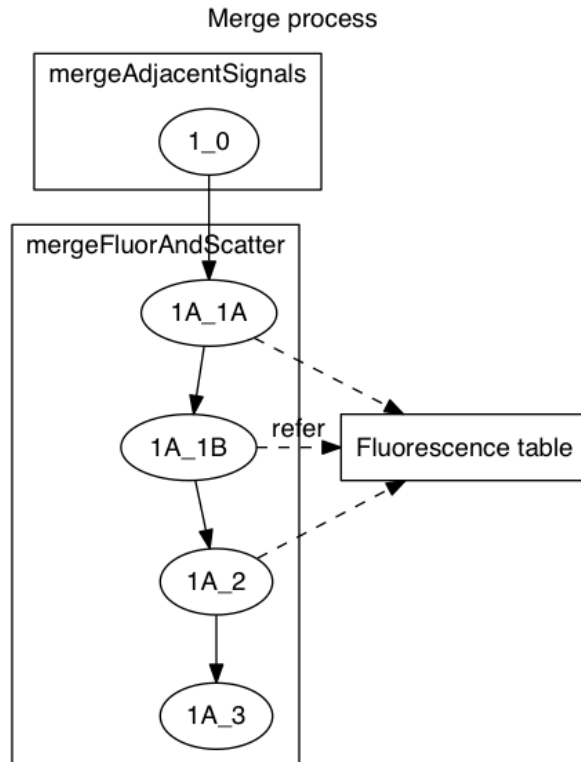 Merge process
mergeAdjacentSignals
1_0
mergeFluorAndScatter
1A_1A
1A_1B
refer
Fluorescence table
1A_2
1A_3